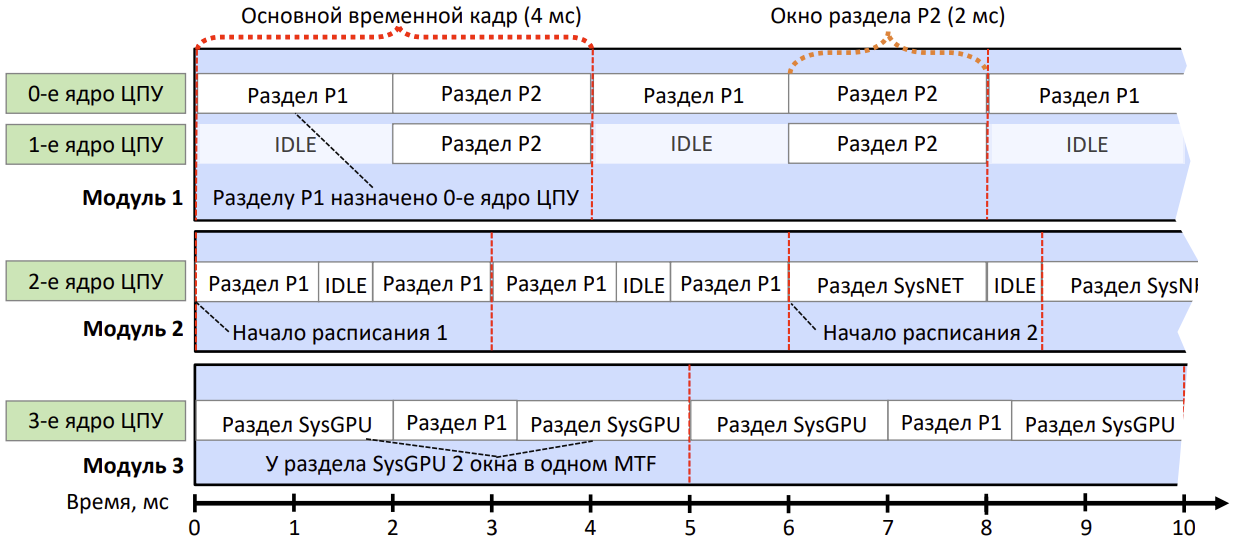 Основной временной кадр (4 мс) Окно раздела P2 (2 мс)
0-е ядро ЦПУ Раздел P1 Раздел P2 Раздел P1 Раздел P2 Раздел P1
1-е ядро ЦПУ IDLE Раздел P2 IDLE Раздел P2 IDLE
Модуль 1 Разделу P1 назначено 0-е ядро ЦПУ
2-е ядро ЦПУ Раздел P1 IDLE Раздел P1 Раздел P1 IDLE Раздел P1 Раздел SysNET IDLE Раздел SysN
Модуль 2 Начало расписания 1 Начало расписания 2
3-е ядро ЦПУ Раздел SysGPU Раздел P1 Раздел SysGPU Раздел SysGPU Раздел P1 Раздел SysGPU
Модуль 3 У раздела SysGPU 2 окна в одном MTF
Время, мс
0 1 2 3 4 5 6 7 8 9 10